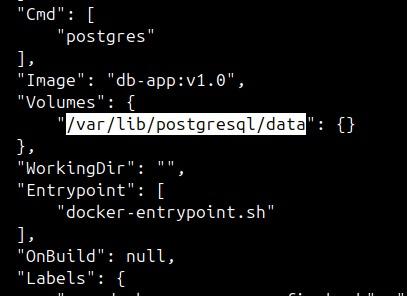 "Cmd": [
"postgres"
],
"Image": "db-app:v1.0",
"Volumes": {
"/var/lib/postgresql/data": {}
},
"WorkingDir": "",
"Entrypoint": [
"docker-entrypoint.sh"
],
"OnBuild": null,
"Labels": {